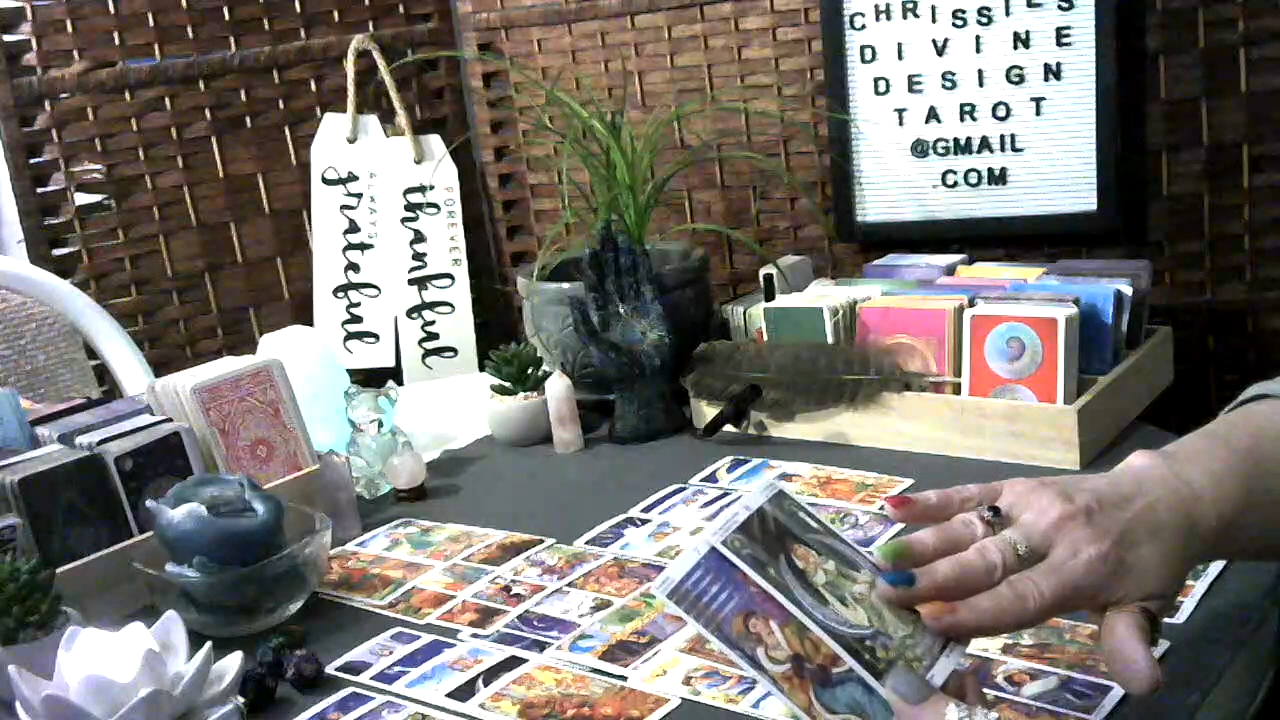 CHRISSIES
DIVINE
DESIGN
TAROT
@GMAIL
.COM
ALWAYS
grateful
FOREVER
thankful